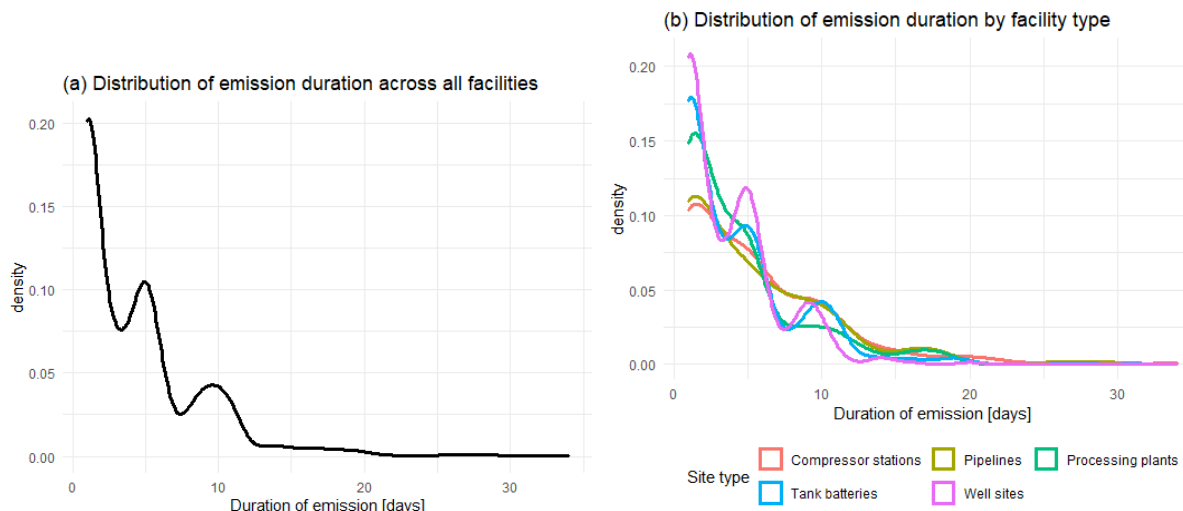 (a) Distribution of emission duration across all facilities
0.20
0.15
0.10
0.05
0.00
density
0 10 20 30
Duration of emission [days]
(b) Distribution of emission duration by facility type
0.20
0.15
0.10
0.05
0.00
density
0 10 20 30
Duration of emission [days]
Site type
Compressor stations Pipelines Processing plants
Tank batteries Well sites